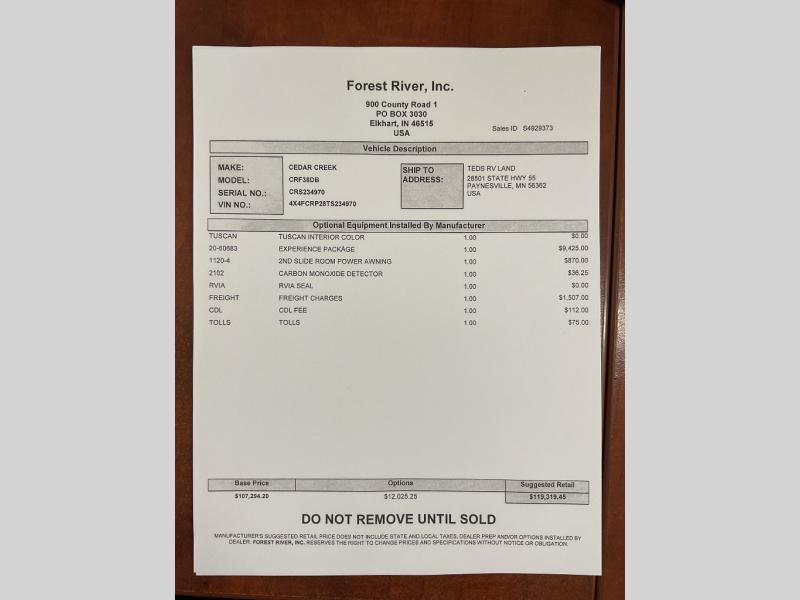 Forest River, Inc.
900 County Road 1
PO BOX 3030
Elkhart, IN 46515
USA
Sales ID S4929373
Vehicle Description
MAKE: CEDAR CREEK
MODEL: CRF38DB
SERIAL NO.: CRS234970
VIN NO.: 4X4FCRP28TS234970
SHIP TO ADDRESS:
TEDS RV LAND
28501 STATE HWY 55
PAYNESVILLE, MN 56362
USA
Optional Equipment Installed By Manufacturer
TUSCAN TUSCAN INTERIOR COLOR 1.00 $0.00
20-60683 EXPERIENCE PACKAGE 1.00 $9,425.00
1120-4 2ND SLIDE ROOM POWER AWNING 1.00 $870.00
2102 CARBON MONOXIDE DETECTOR 1.00 $36.25
RVIA RVIA SEAL 1.00 $0.00
FREIGHT FREIGHT CHARGES 1.00 $1,507.00
CDL CDL FEE 1.00 $112.00
TOLLS TOLLS 1.00 $75.00
Base Price Options Suggested Retail
$107,294.20 $12,025.25 $119,319.45
DO NOT REMOVE UNTIL SOLD
MANUFACTURER'S SUGGESTED RETAIL PRICE DOES NOT INCLUDE STATE AND LOCAL TAXES, DEALER PREP AND/OR OPTIONS INSTALLED BY
DEALER. FOREST RIVER, INC. RESERVES THE RIGHT TO CHANGE PRICES AND SPECIFICATIONS WITHOUT NOTICE OR OBLIGATION.